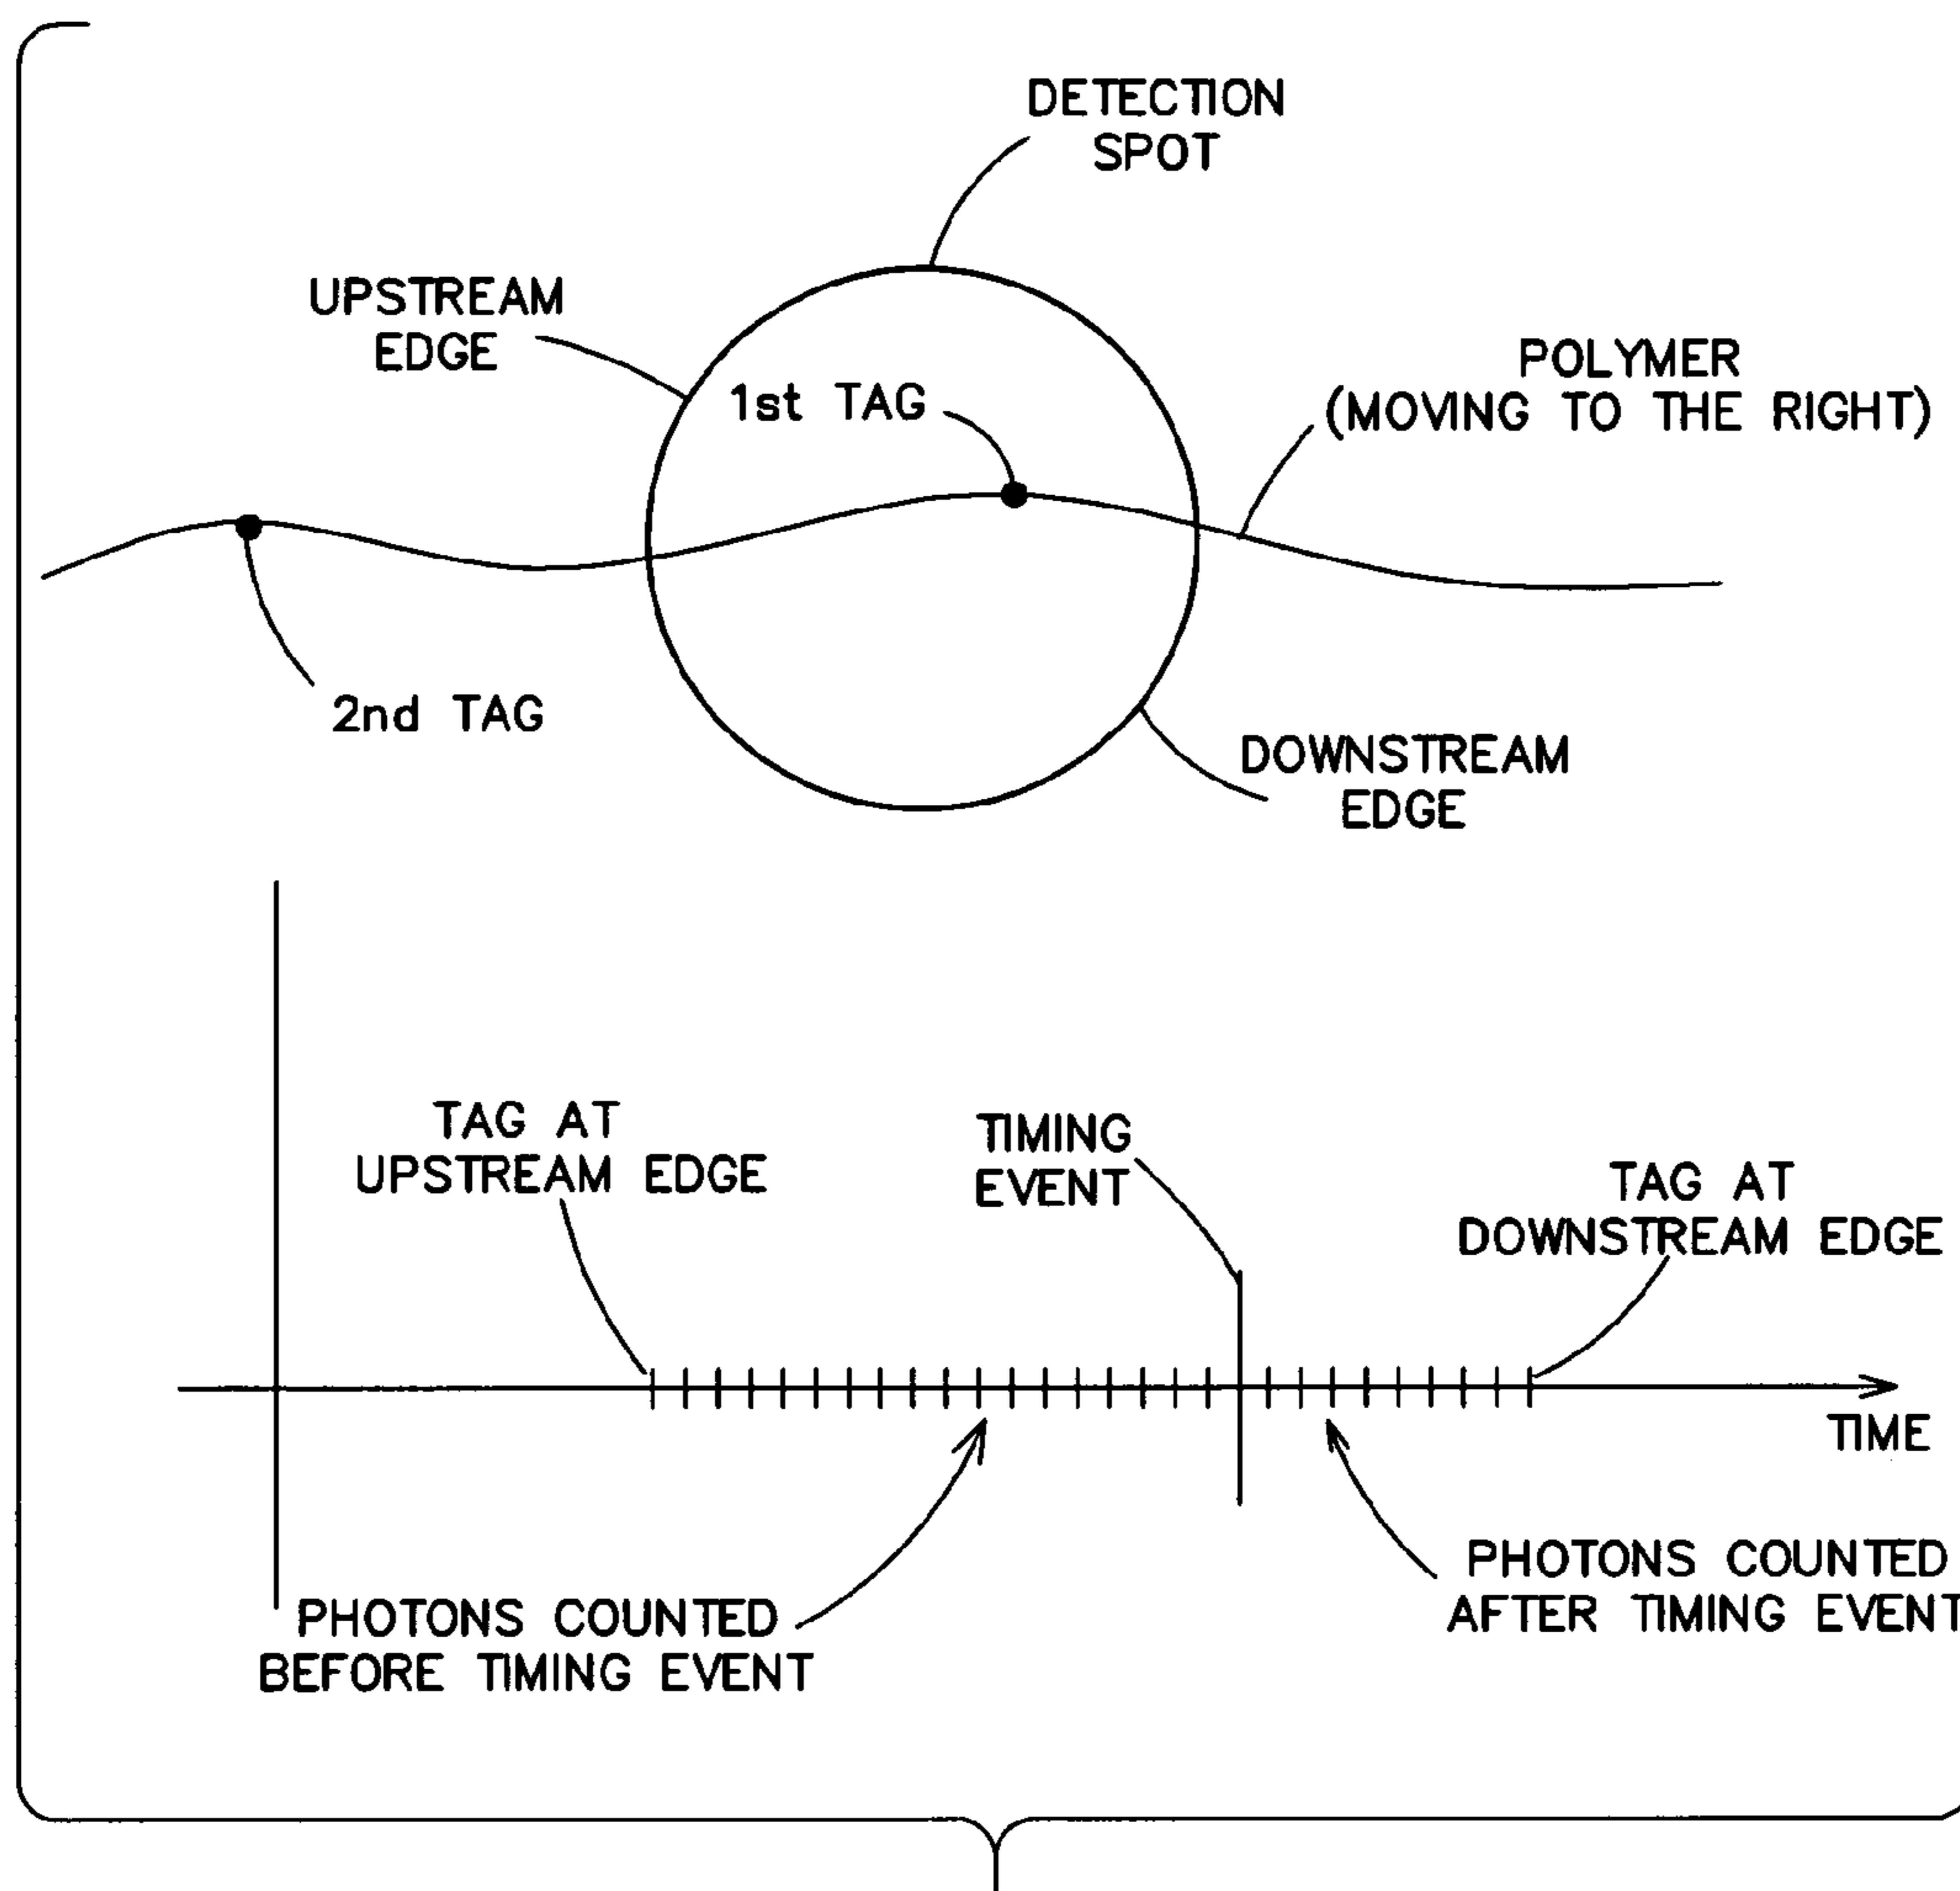 DETECTION
SPOT
UPSTREAM
EDGE
1st TAG
POLYMER
(MOVING TO THE RIGHT)
2nd TAG
DOWNSTREAM
EDGE
TAG AT
UPSTREAM EDGE
TIMING
EVENT
TAG AT
DOWNSTREAM EDGE
TIME
PHOTONS COUNTED
BEFORE TIMING EVENT
PHOTONS COUNTED
AFTER TIMING EVENT